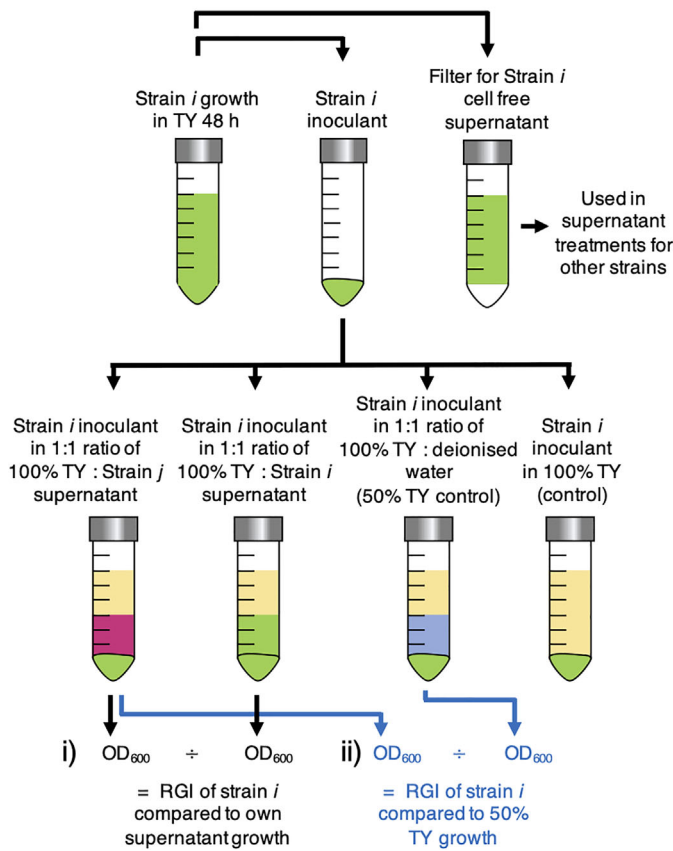 Strain i growth
in TY 48 h
Strain i
inoculant
Filter for Strain i
cell free
supernatant
Used in
supernatant
treatments for
other strains
Strain i inoculant
in 1:1 ratio of
100% TY : Strain j
supernatant
Strain i inoculant
in 1:1 ratio of
100% TY : Strain i
supernatant
Strain i inoculant
in 1:1 ratio of
100% TY : deionised
water
(50% TY control)
Strain i
inoculant
in 100% TY
(control)
i) OD600 ÷ OD600
= RGI of strain i
compared to own
supernatant growth
ii) OD600 ÷ OD600
= RGI of strain i
compared to 50%
TY growth